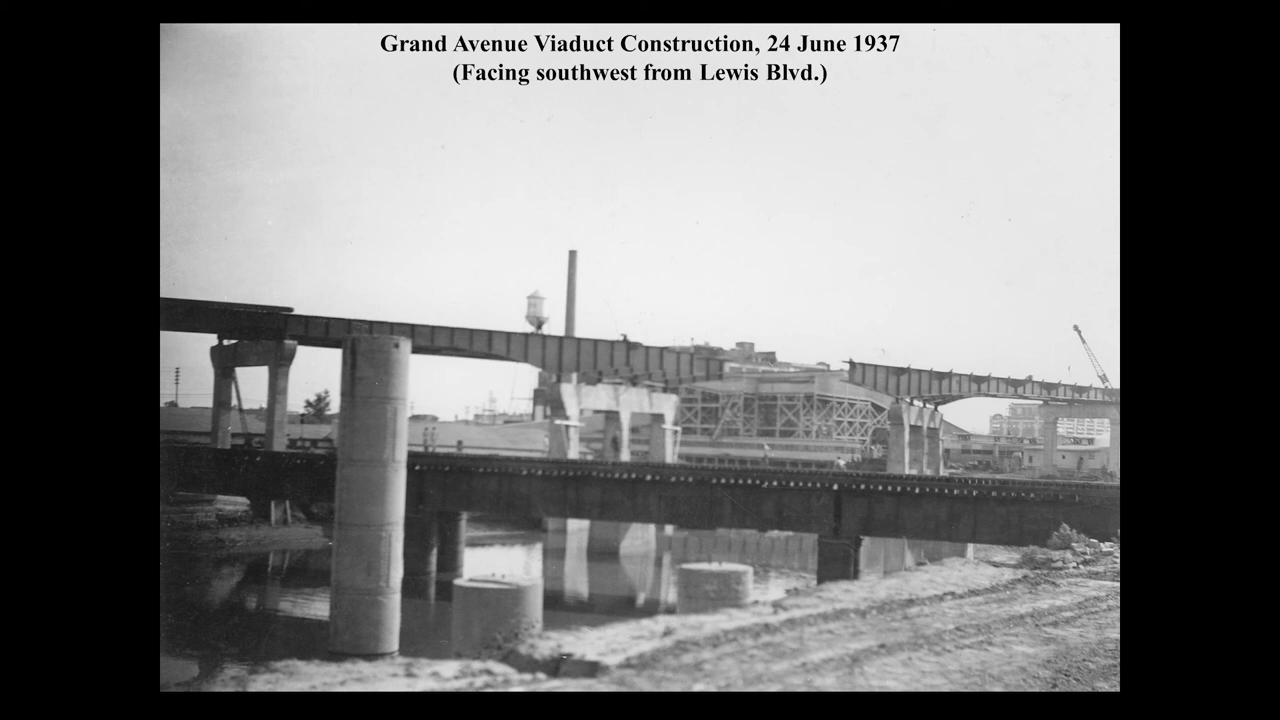 Grand Avenue Viaduct Construction, 24 June 1937
(Facing southwest from Lewis Blvd.)